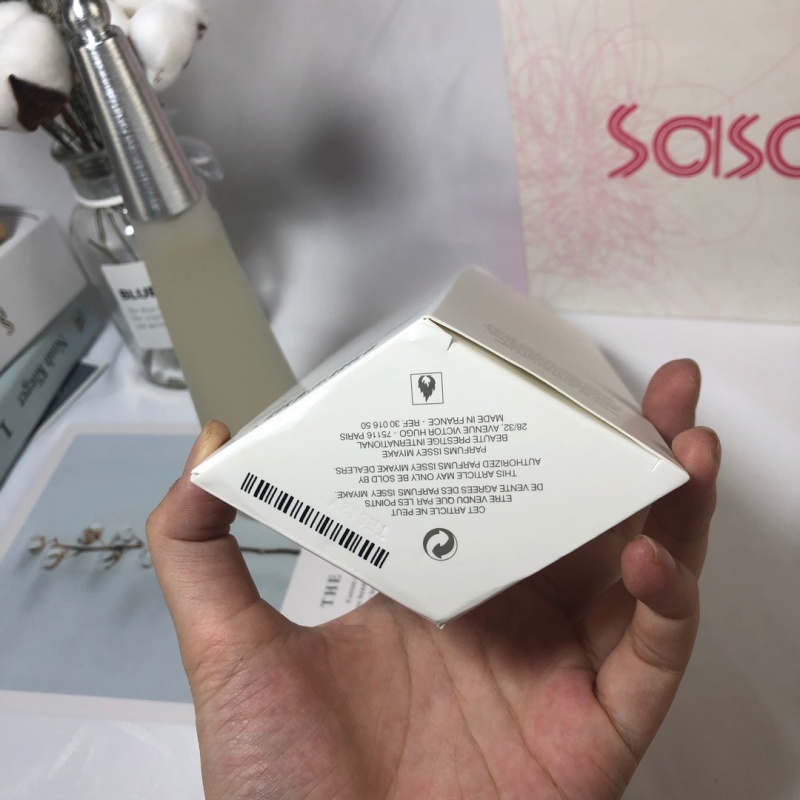 CET ARTICLE NE PEUT
ETRE VENDU QUE PAR LES POINTS
DE VENTE AGREES DES PARFUMS ISSEY MIYAKE
THIS ARTICLE MAY ONLY BE SOLD BY
AUTHORIZED PARFUMS ISSEY MIYAKE DEALERS.
PARFUMS ISSEY MIYAKE
BEAUTE PRESTIGE INTERNATIONAL
28/32, AVENUE VICTOR HUGO - 75116 PARIS
MADE IN FRANCE - REF. 30 016 50
sasa
BLUE
THE